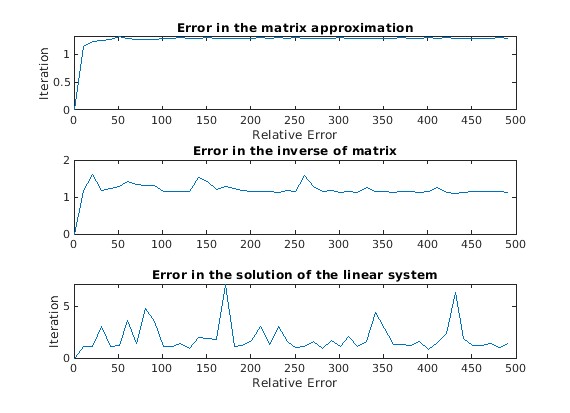 Error in the matrix approximation
1
0.5
0
Iteration
0 50 100 150 200 250 300 350 400 450 500
Relative Error
Error in the inverse of matrix
2
1
0
0 50 100 150 200 250 300 350 400 450 500
Error in the solution of the linear system
5
0
Iteration
0 50 100 150 200 250 300 350 400 450 500
Relative Error